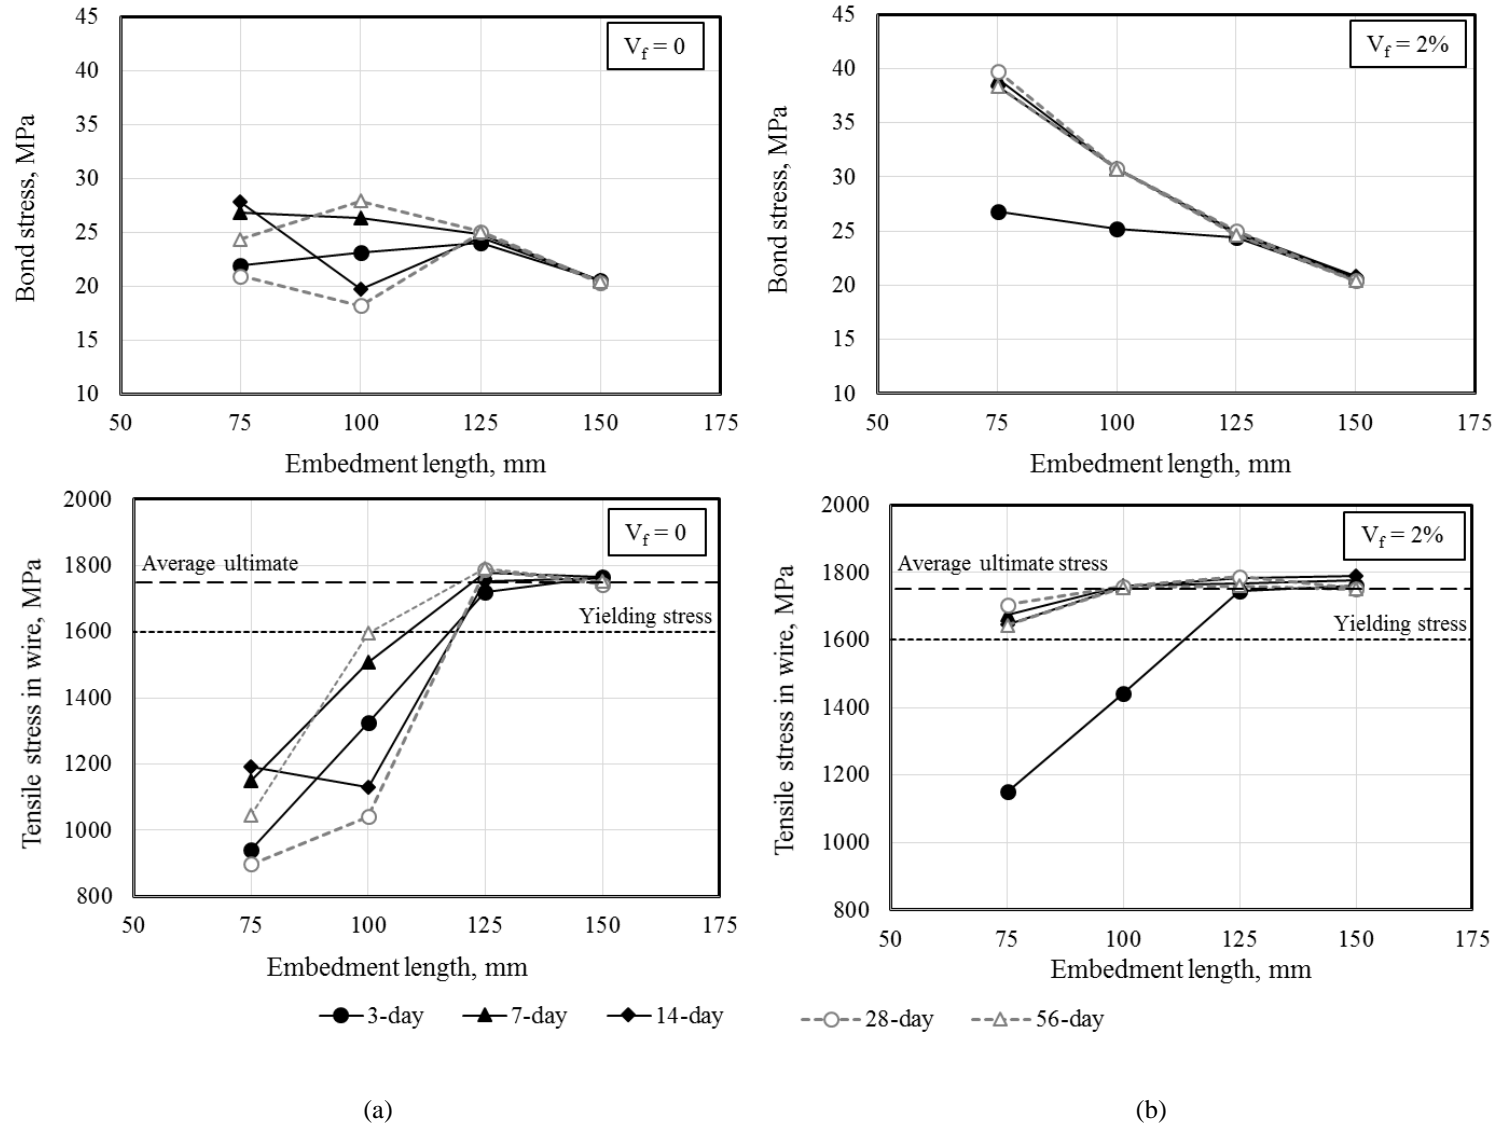 45
40
35
30
25
20
15
10
50
75
100
125
150
175
Bond stress, MPa
Embedment length, mm
Vf = 0
45
40
35
30
25
20
15
10
50
75
100
125
150
175
Bond stress, MPa
Embedment length, mm
Vf = 2%
2000
1800
1600
1400
1200
1000
800
50
75
100
125
150
175
Tensile stress in wire, MPa
Embedment length, mm
Vf = 0
Average ultimate
Yielding stress
2000
1800
1600
1400
1200
1000
800
50
75
100
125
150
175
Tensile stress in wire, MPa
Embedment length, mm
Vf = 2%
Average ultimate stress
Yielding stress
3-day
7-day
14-day
28-day
56-day
(a)
(b)